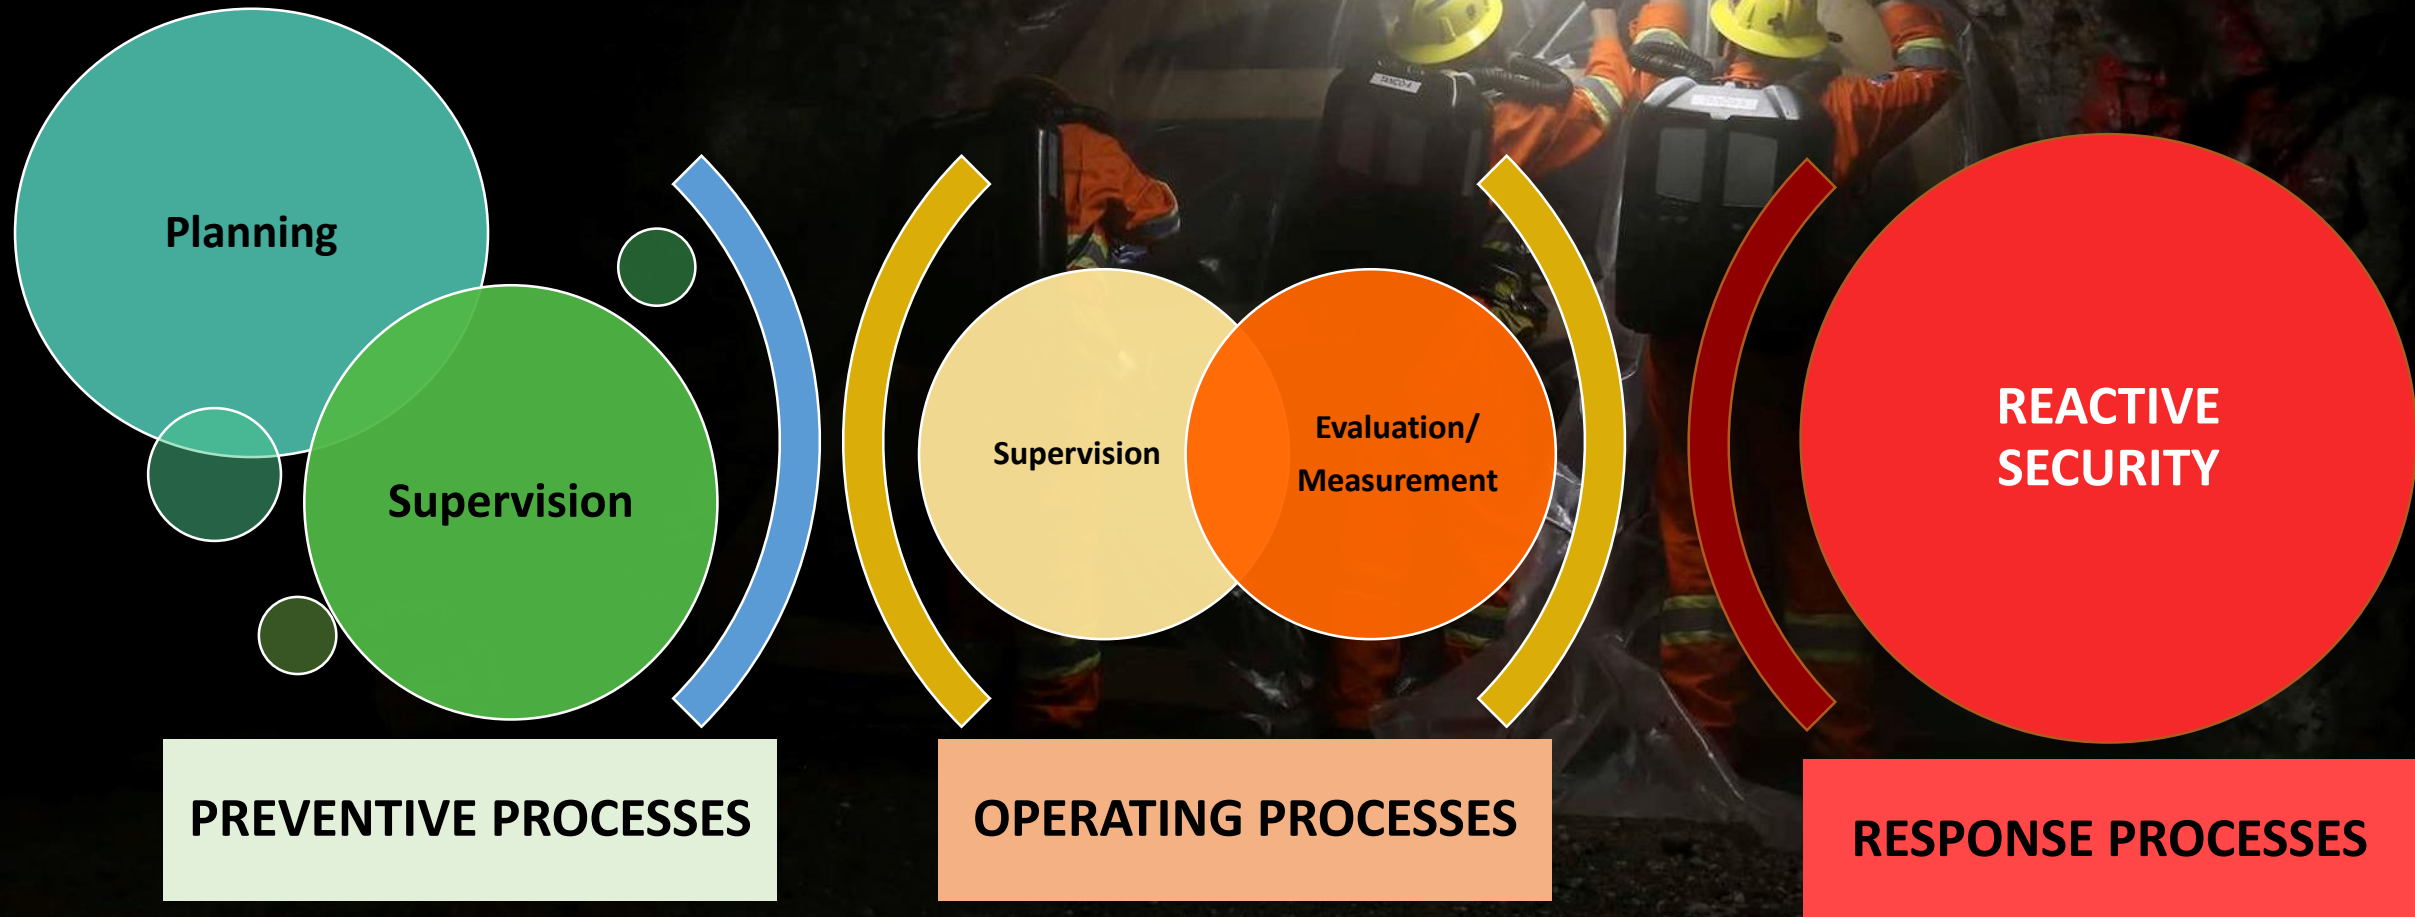 Planning
Supervision
Supervision
Evaluation/
Measurement
REACTIVE
SECURITY
PREVENTIVE PROCESSES
OPERATING PROCESSES
RESPONSE PROCESSES